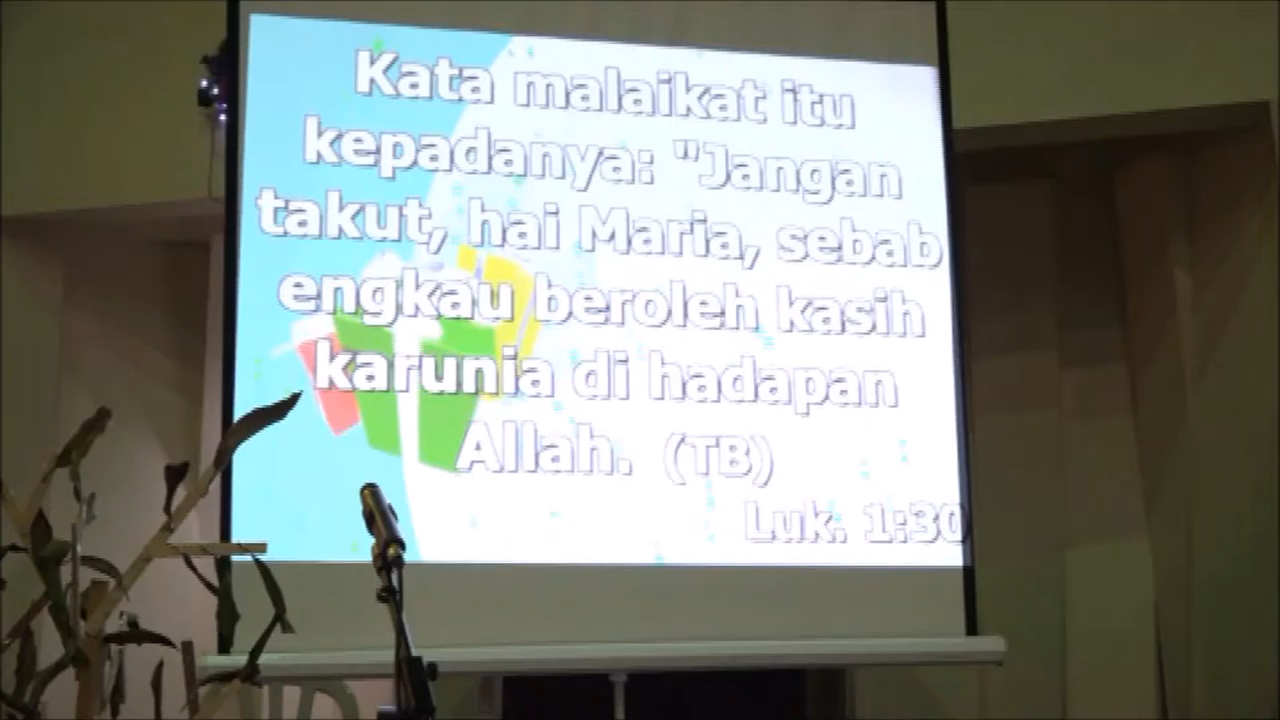 Kata malaikat itu
kepadanya: "Jangan
takut, hai Maria, sebab
engkau beroleh kasih
karunia di hadapan
Allah. (TB)
Luk. 1:30